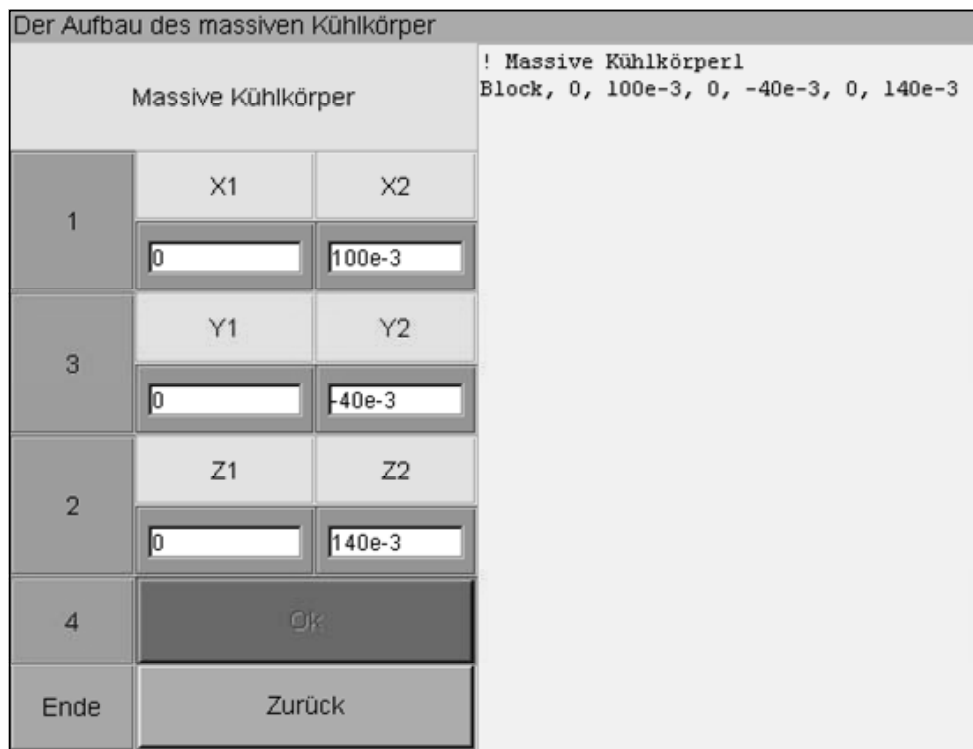 Der Aufbau des massiven Kühlkörper
Massive Kühlkörper
! Massive Kühlkörper1
Block, 0, 100e-3, 0, -40e-3, 0, 140e-3
1
X1 X2
0 100e-3
3
Y1 Y2
0 -40e-3
2
Z1 Z2
0 140e-3
4 Ok
Ende Zurück